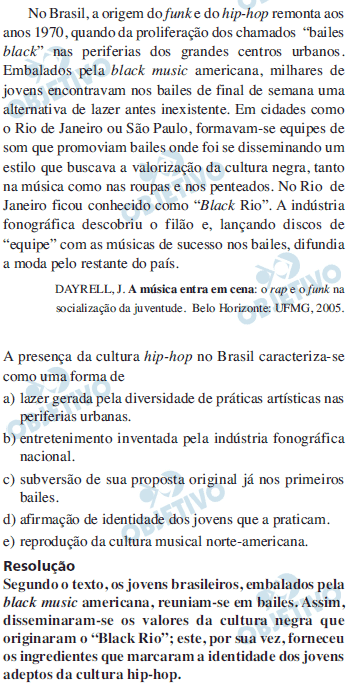 No Brasil, a origem do funk e do hip-hop remonta aos
anos 1970, quando da proliferação dos chamados “bailes
black” nas periferias dos grandes centros urbanos.
Embalados pela black music americana, milhares de
jovens encontravam nos bailes de final de semana uma
alternativa de lazer antes inexistente. Em cidades como
o Rio de Janeiro ou São Paulo, formavam-se equipes de
som que promoviam bailes onde foi se disseminando um
estilo que buscava a valorização da cultura negra, tanto
na música como nas roupas e nos penteados. No Rio de
Janeiro ficou conhecido como “Black Rio”. A indústria
fonográfica descobriu o filão e, lançando discos de
“equipe” com as músicas de sucesso nos bailes, difundia
a moda pelo restante do país.
DAYRELL, J. A música entra em cena: o rap e o funk na
socialização da juventude. Belo Horizonte: UFMG, 2005.
A presença da cultura hip-hop no Brasil caracteriza-se
como uma forma de
a) lazer gerada pela diversidade de práticas artísticas nas
periferias urbanas.
b) entretenimento inventada pela indústria fonográfica
nacional.
c) subversão de sua proposta original já nos primeiros
bailes.
d) afirmação de identidade dos jovens que a praticam.
e) reprodução da cultura musical norte-americana.
Resolução
Segundo o texto, os jovens brasileiros, embalados pela
black music americana, reuniam-se em bailes. Assim,
disseminaram-se os valores da cultura negra que
originaram o “Black Rio”; este, por sua vez, forneceu
os ingredientes que marcaram a identidade dos jovens
adeptos da cultura hip-hop.